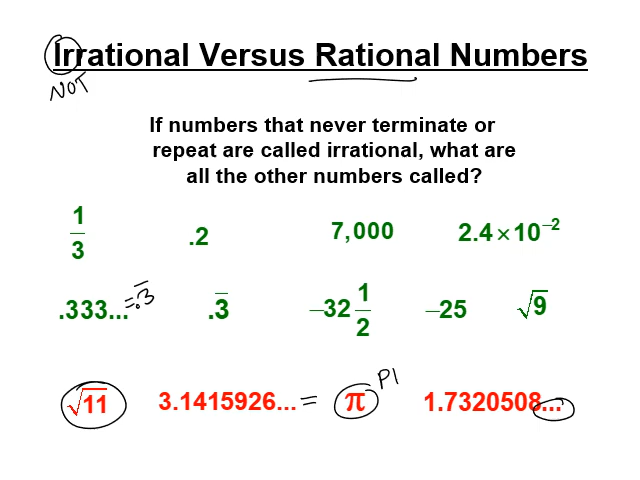 Irrational Versus Rational Numbers
NOT
If numbers that never terminate or
repeat are called irrational, what are
all the other numbers called?
1/3 .2 7,000 2.4 × 10⁻²
.333... = .3̅ .3̅ –32 1/2 –25 √9
√11 3.1415926... = π PI 1.7320508...